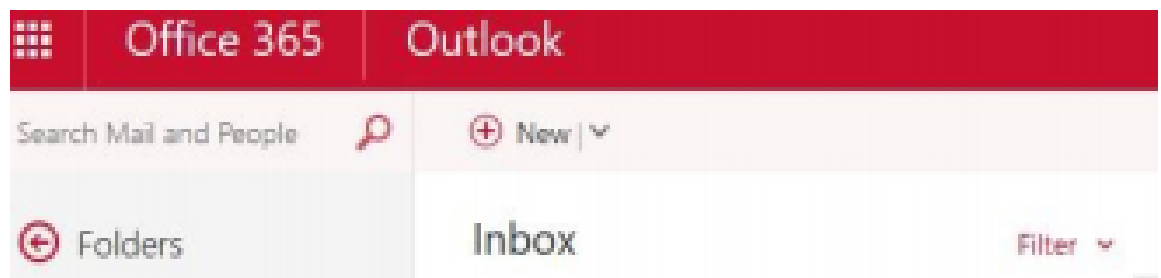 Office 365 Outlook
Search Mail and People New
Folders Inbox Filter